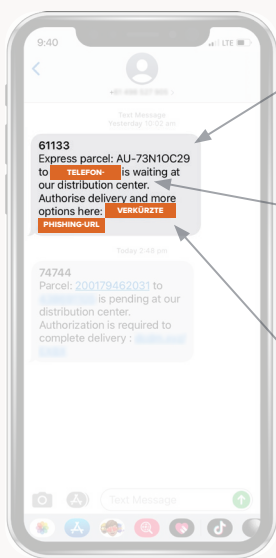 9:40
LTE
Text Message
Yesterday 10:22 am
61133
Express parcel: AU-73N1OC29
to TELEFON- is waiting at
our distribution center.
Authorise delivery and more
options here: VERKÜRZTE
PHISHING-URL
Today 2:46 pm
74744
Parcel: 200179462031 to
is pending at our
distribution center.
Authorization is required to
complete delivery :
Text Message